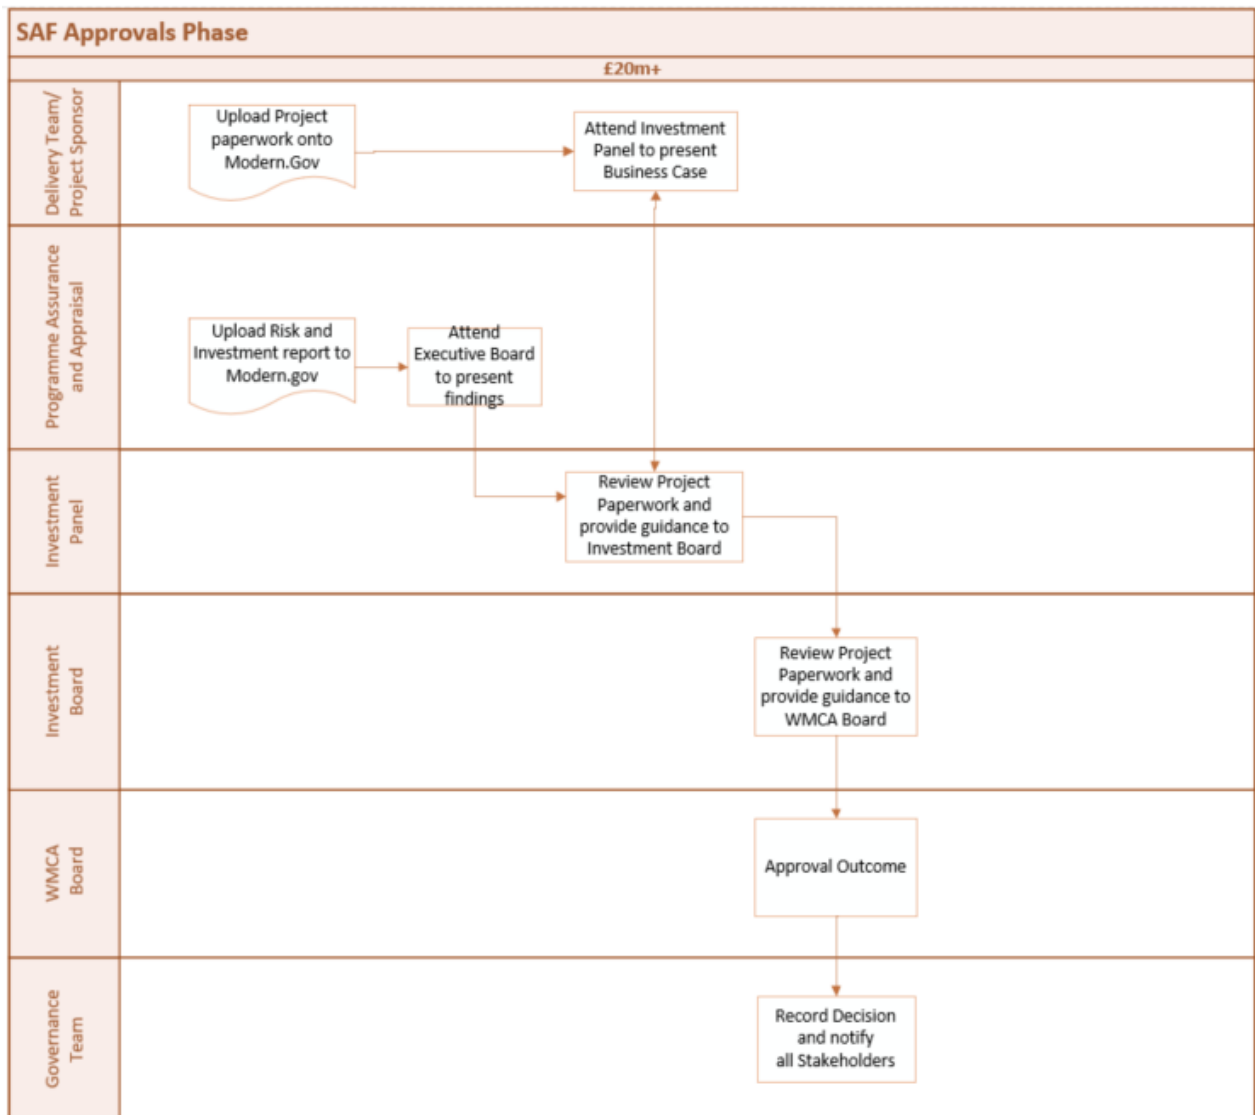 SAF Approvals Phase
£20m+
Delivery Team/
Project Sponsor
Upload Project
paperwork onto
Modern.Gov
Attend Investment
Panel to present
Business Case
Programme Assurance
and Appraisal
Upload Risk and
Investment report to
Modern.gov
Attend
Executive Board
to present
findings
Investment
Panel
Review Project
Paperwork and
provide guidance to
Investment Board
Investment
Board
Review Project
Paperwork and
provide guidance to
WMCA Board
WMCA
Board
Approval Outcome
Governance
Team
Record Decision
and notify
all Stakeholders